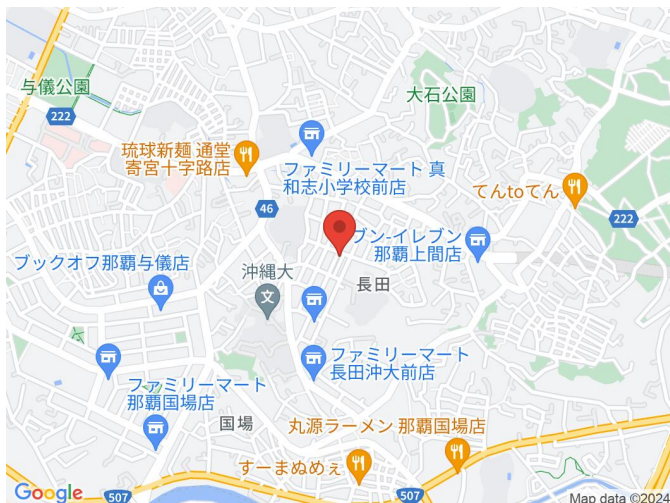 与儀公園
大石公園
222
琉球新麺 通堂
寄宮十字路店
ファミリーマート 真
和志小学校前店
てんtoてん
46
222
ブン-イレブン
那覇上間店
ブックオフ那覇与儀店
沖縄大
長田
ファミリーマート
長田沖大前店
ファミリーマート
那覇国場店
国場
丸源ラーメン 那覇国場店
すーまぬめぇ
Google
507
507
Map data ©2024